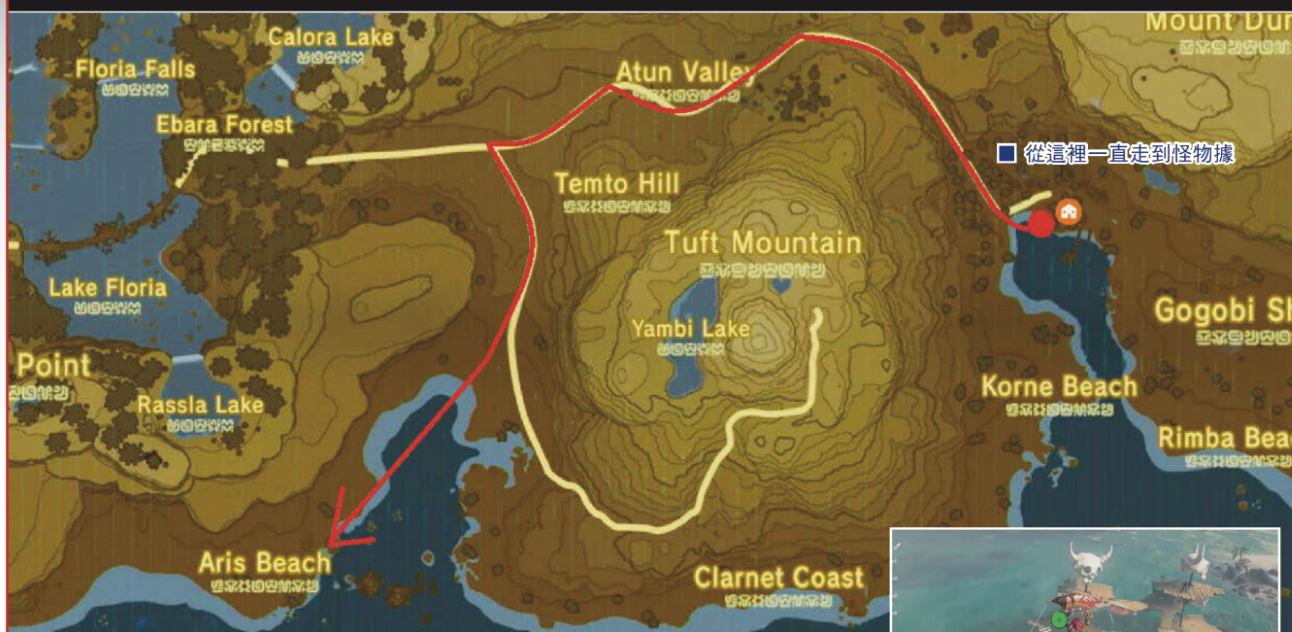 Mount Dun
Calora Lake
Floria Falls
Atun Valley
Ebara Forest
■ 從這裡一直走到怪物據
Temto Hill
Tuft Mountain
Lake Floria
Gogobi Sh
Yambi Lake
Point
Korne Beach
Rassla Lake
Rimba Bea
Aris Beach
Clarnet Coast